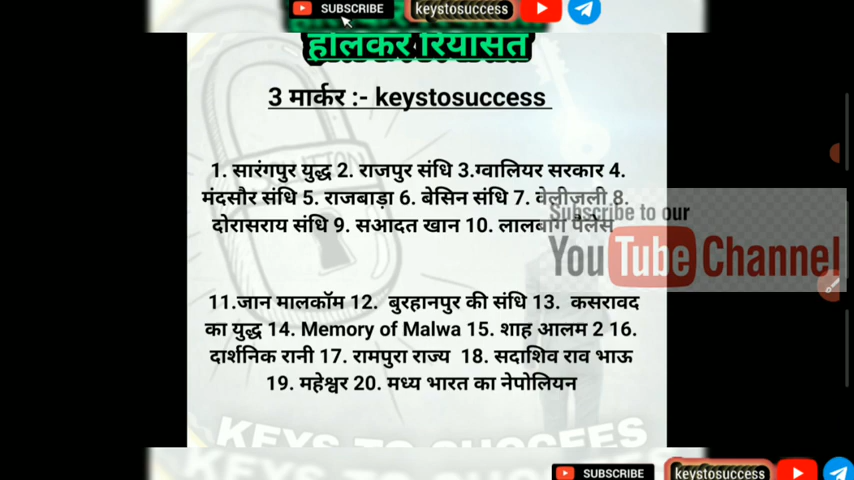 SUBSCRIBE
keystosuccess
होलकर रियासत
3 मार्कर :- keystosuccess
1. सारंगपुर युद्ध 2. राजपुर संधि 3.ग्वालियर सरकार 4.
मंदसौर संधि 5. राजबाड़ा 6. बेसिन संधि 7. वेलीजली 8.
दोरासराय संधि 9. सआदत खान 10. लालबाग पैलेस
Subscribe to our
YouTube Channel
11.जान मालकॉम 12. बुरहानपुर की संधि 13. कसरावद
का युद्ध 14. Memory of Malwa 15. शाह आलम 2 16.
दार्शनिक रानी 17. रामपुरा राज्य 18. सदाशिव राव भाऊ
19. महेश्वर 20. मध्य भारत का नेपोलियन
KEYS TO SUCCEES
SUBSCRIBE
keystosuccess